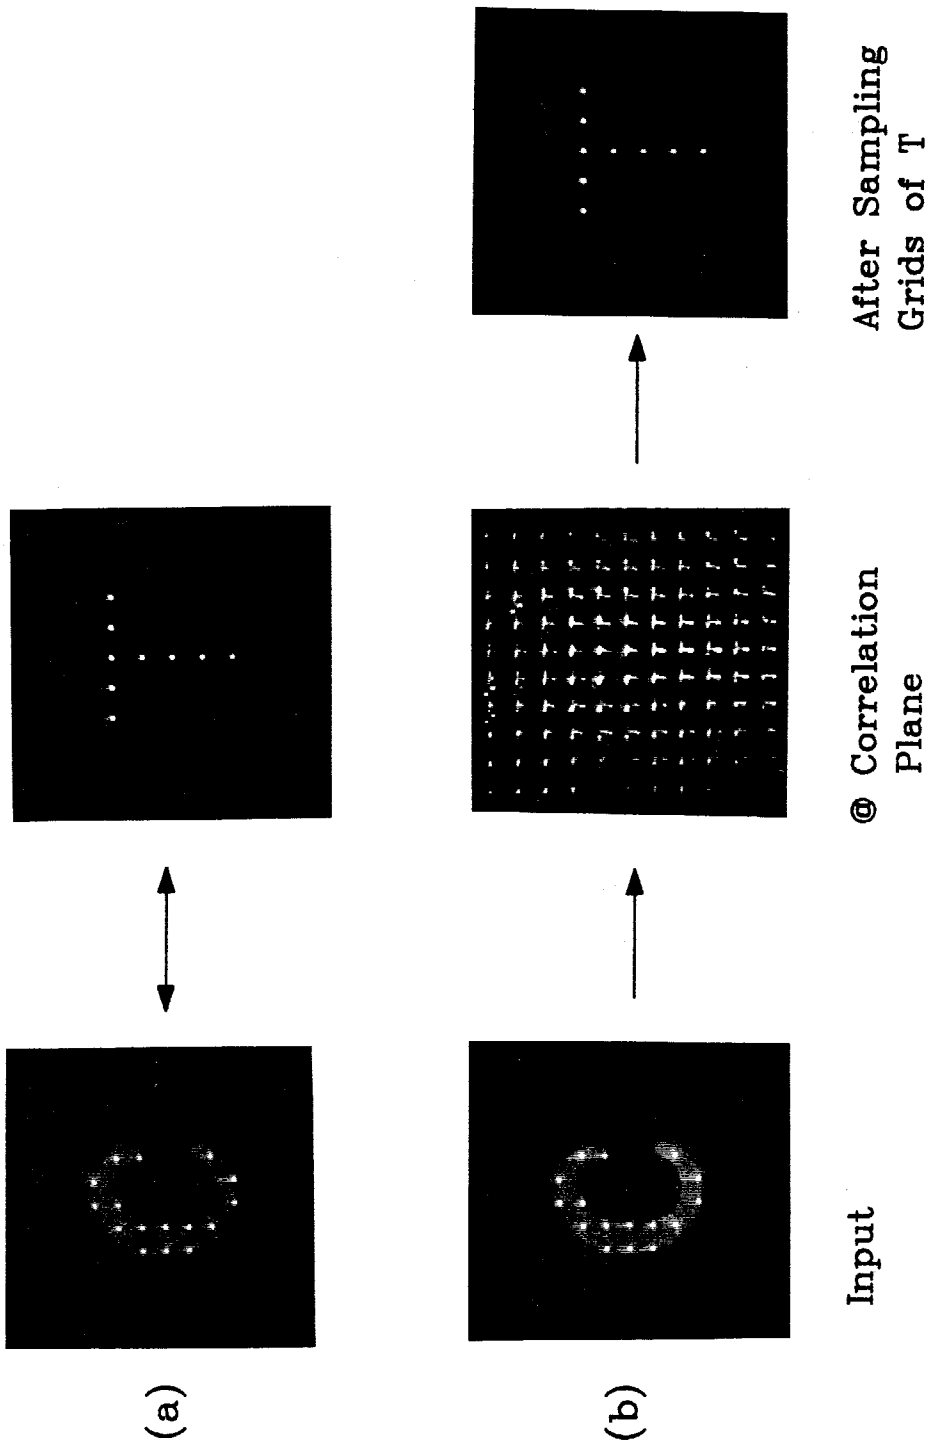 (a)
(b)
Input
@ Correlation
Plane
After Sampling
Grids of T